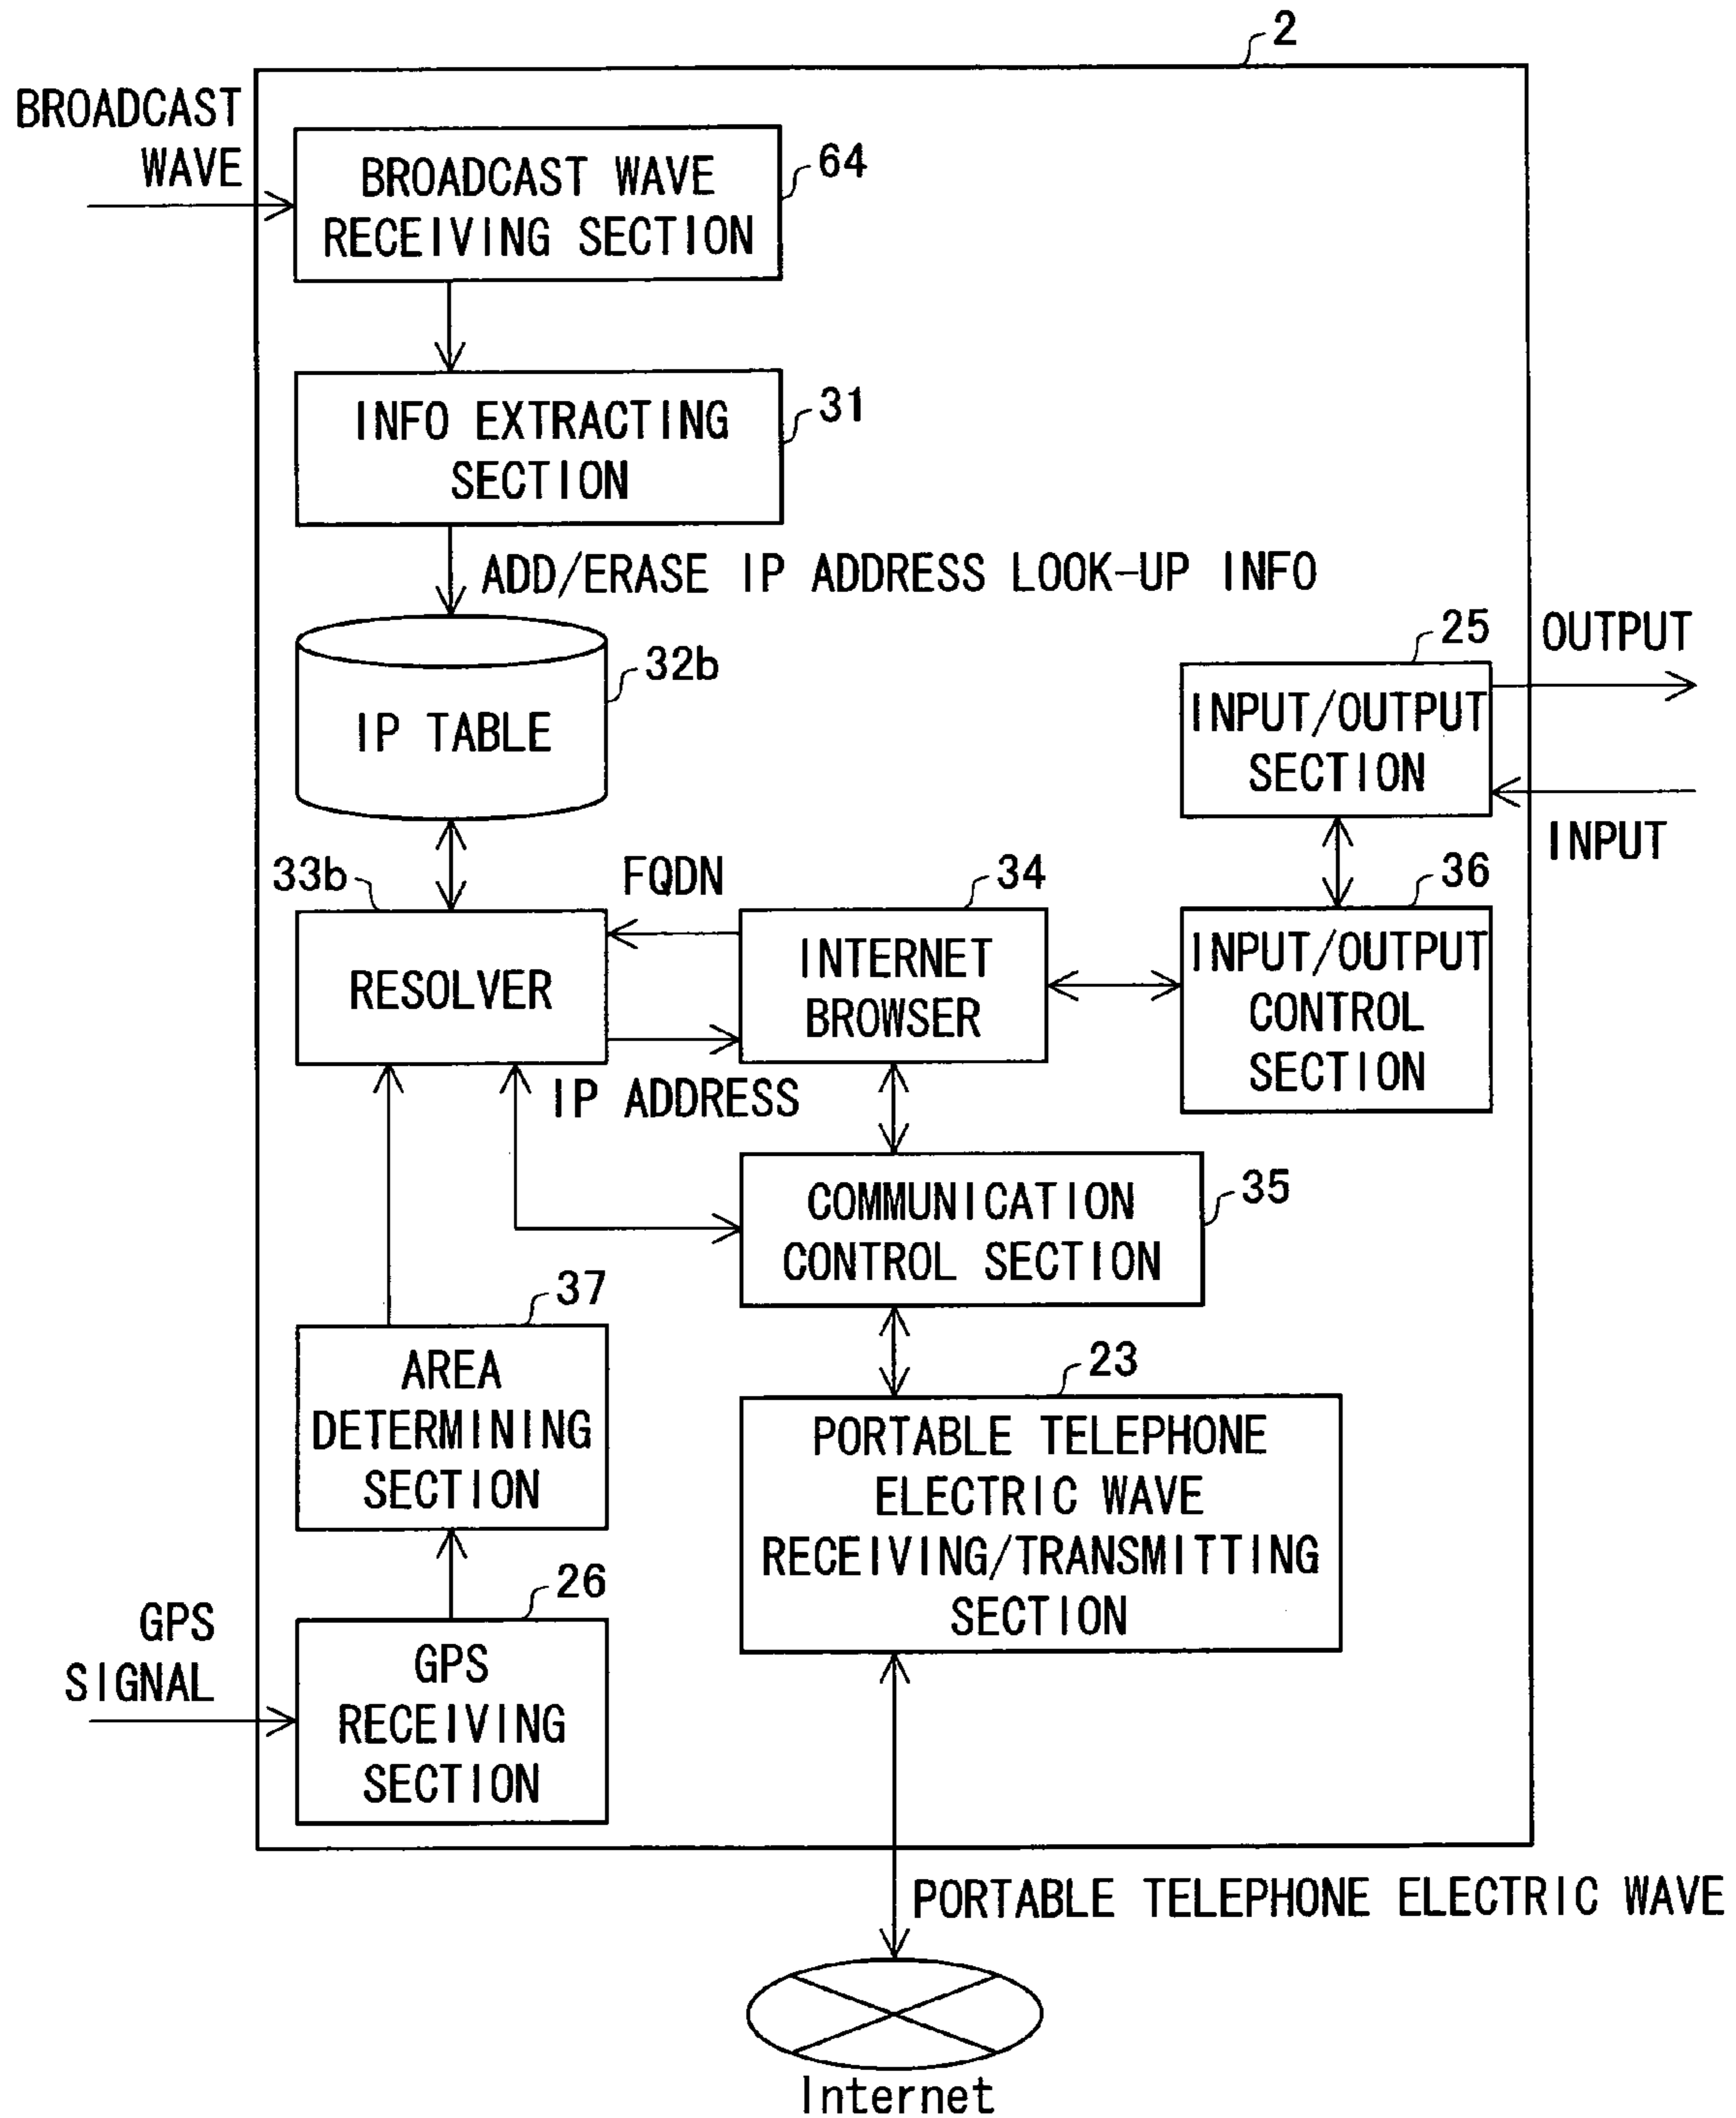 2
BROADCAST
WAVE
BROADCAST WAVE
RECEIVING SECTION
64
INFO EXTRACTING
SECTION
31
ADD/ERASE IP ADDRESS LOOK-UP INFO
IP TABLE
32b
25
OUTPUT
INPUT/OUTPUT
SECTION
INPUT
33b
FQDN
34
36
RESOLVER
INTERNET
BROWSER
INPUT/OUTPUT
CONTROL
SECTION
IP ADDRESS
COMMUNICATION
CONTROL SECTION
35
37
AREA
DETERMINING
SECTION
23
PORTABLE TELEPHONE
ELECTRIC WAVE
RECEIVING/TRANSMITTING
SECTION
26
GPS
SIGNAL
GPS
RECEIVING
SECTION
PORTABLE TELEPHONE ELECTRIC WAVE
Internet